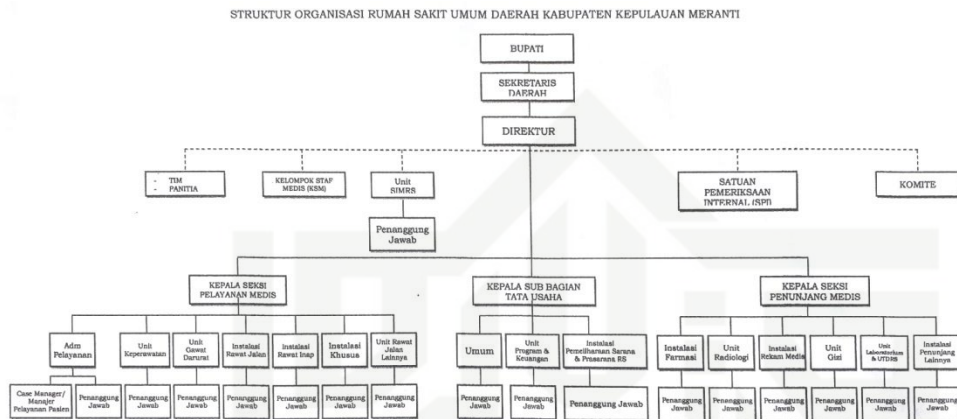 STRUKTUR ORGANISASI RUMAH SAKIT UMUM DAERAH KABUPATEN KEPULAUAN MERANTI
BUPATI
SEKRETARIS
DAERAH
DIREKTUR
- TIM
- PANITIA
KELOMPOK STAF
MEDIS (KSM)
Unit
SIMRS
SATUAN
PEMERIKSAAN
INTERNAL (SPI)
KOMITE
Penanggung
Jawab
KEPALA SEKSI
PELAYANAN MEDIS
KEPALA SUB BAGIAN
TATA USAHA
KEPALA SEKSI
PENUNJANG MEDIS
Adm
Pelayanan
Unit
Keperawatan
Unit
Gawat
Darurat
Instalasi
Rawat Jalan
Instalasi
Rawat Inap
Instalasi
Khusus
Unit Rawat
Jalan
Lainnya
Umum
Unit
Program &
Keuangan
Instalasi
Pemeliharaan Sarana
& Prasarana RS
Instalasi
Farmasi
Unit
Radiologi
Instalasi
Rekam Medis
Unit
Gizi
Unit
Laboratorium
& UTDRS
Instalasi
Penunjang
Lainnya
Case Manager/
Manajer
Pelayanan Pasien
Penanggung
Jawab
Penanggung
Jawab
Penanggung
Jawab
Penanggung
Jawab
Penanggung
Jawab
Penanggung
Jawab
Penanggung
Jawab
Penanggung
Jawab
Penanggung
Jawab
Penanggung Jawab
Penanggung
Jawab
Penanggung
Jawab
Penanggung
Jawab
Penanggung
Jawab
Penanggung
Jawab
Penanggung
Jawab